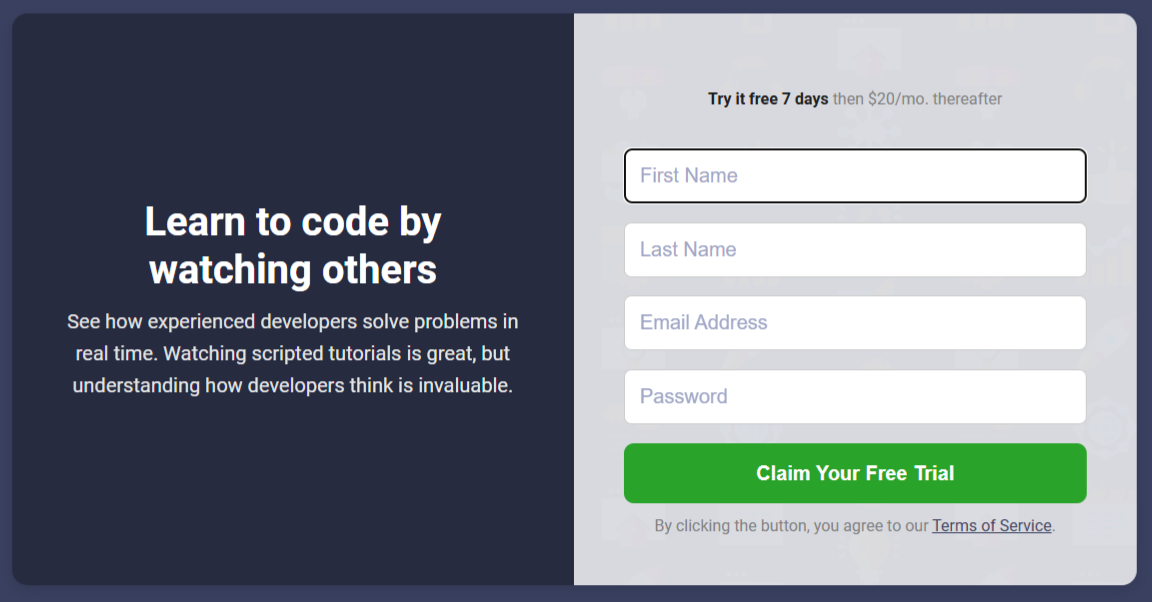 Learn to code by
watching others
See how experienced developers solve problems in
real time. Watching scripted tutorials is great, but
understanding how developers think is invaluable.
Try it free 7 days then $20/mo. thereafter
First Name
Last Name
Email Address
Password
Claim Your Free Trial
By clicking the button, you agree to our Terms of Service.